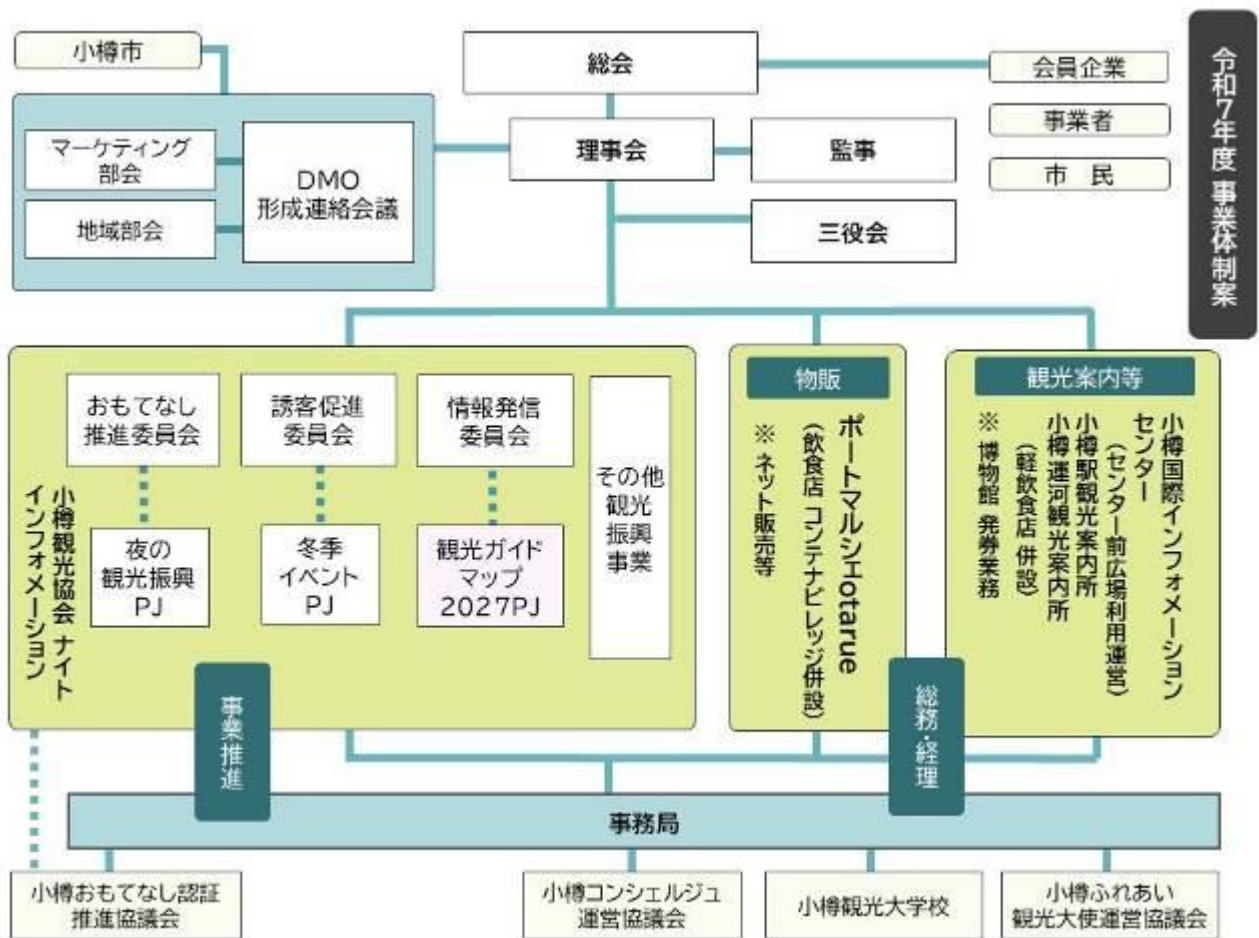 令和7年度 事業体制案
小樽市
総会
会員企業
事業者
市 民
マーケティング
部会
地域部会
DMO
形成連絡会議
理事会
監事
三役会
おもてなし
推進委員会
誘客促進
委員会
情報発信
委員会
その他
観光
振興
事業
夜の
観光振興
PJ
冬季
イベント
PJ
観光ガイド
マップ
2027PJ
小樽観光協会 ナイト
インフォメーション
物販
ポートマルシェotarue
(飲食店 コンテナビレッジ併設)
※ ネット販売等
観光案内等
小樽国際インフォメーション
センター
(センター前広場利用運営)
小樽駅観光案内所
小樽運河観光案内所
(軽飲食店 併設)
※ 博物館 発券業務
事業推進
総務・経理
事務局
小樽おもてなし認証
推進協議会
小樽コンシェルジュ
運営協議会
小樽観光大学校
小樽ふれあい
観光大使運営協議会